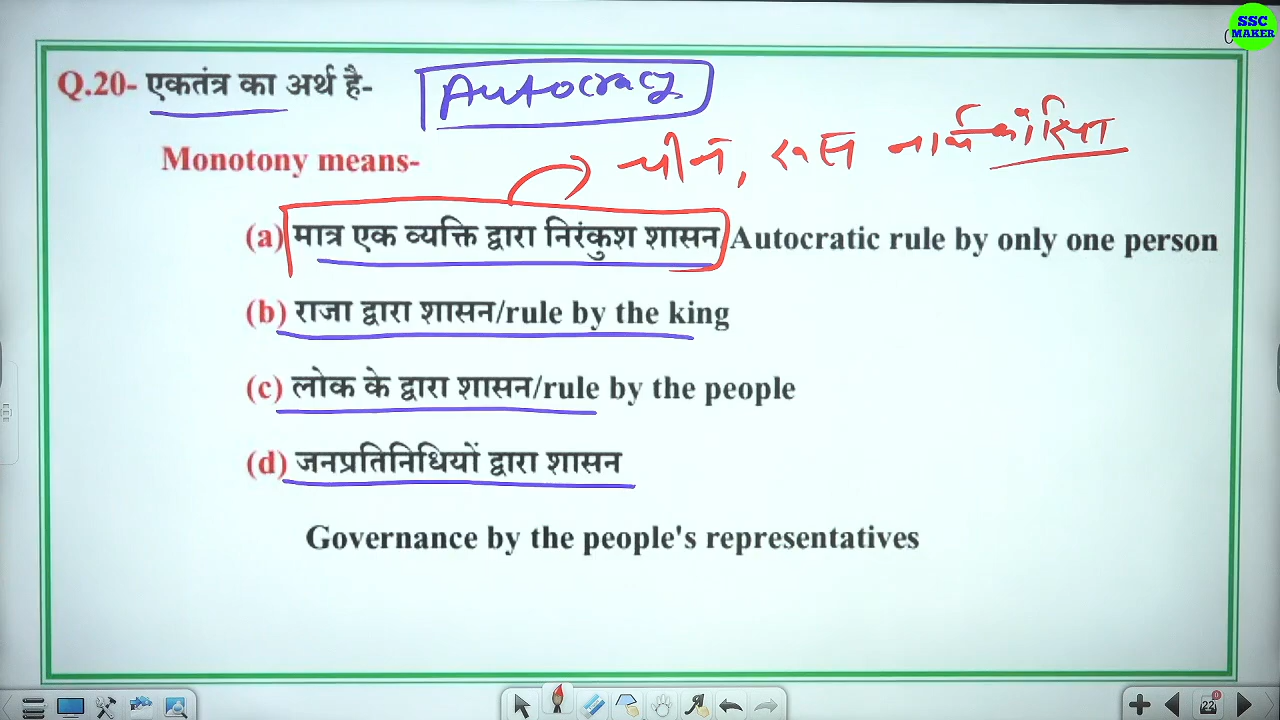 SSC
MAKER
Q.20- एकतंत्र का अर्थ है-
Autocracy
चीन, रूस नार्थ कोरिया
Monotony means-
(a) मात्र एक व्यक्ति द्वारा निरंकुश शासन Autocratic rule by only one person
(b) राजा द्वारा शासन/rule by the king
(c) लोक के द्वारा शासन/rule by the people
(d) जनप्रतिनिधियों द्वारा शासन
Governance by the people's representatives
22